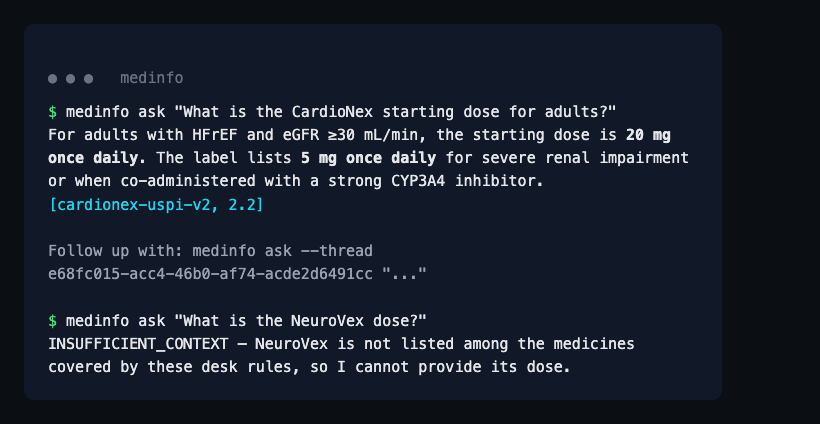 medinfo
$ medinfo ask "What is the CardioNex starting dose for adults?"
For adults with HFrEF and eGFR ≥30 mL/min, the starting dose is 20 mg
once daily. The label lists 5 mg once daily for severe renal impairment
or when co-administered with a strong CYP3A4 inhibitor.
[cardionex-uspi-v2, 2.2]
Follow up with: medinfo ask --thread
e68fc015-acc4-46b0-af74-acde2d6491cc "..."
$ medinfo ask "What is the NeuroVex dose?"
INSUFFICIENT_CONTEXT — NeuroVex is not listed among the medicines
covered by these desk rules, so I cannot provide its dose.